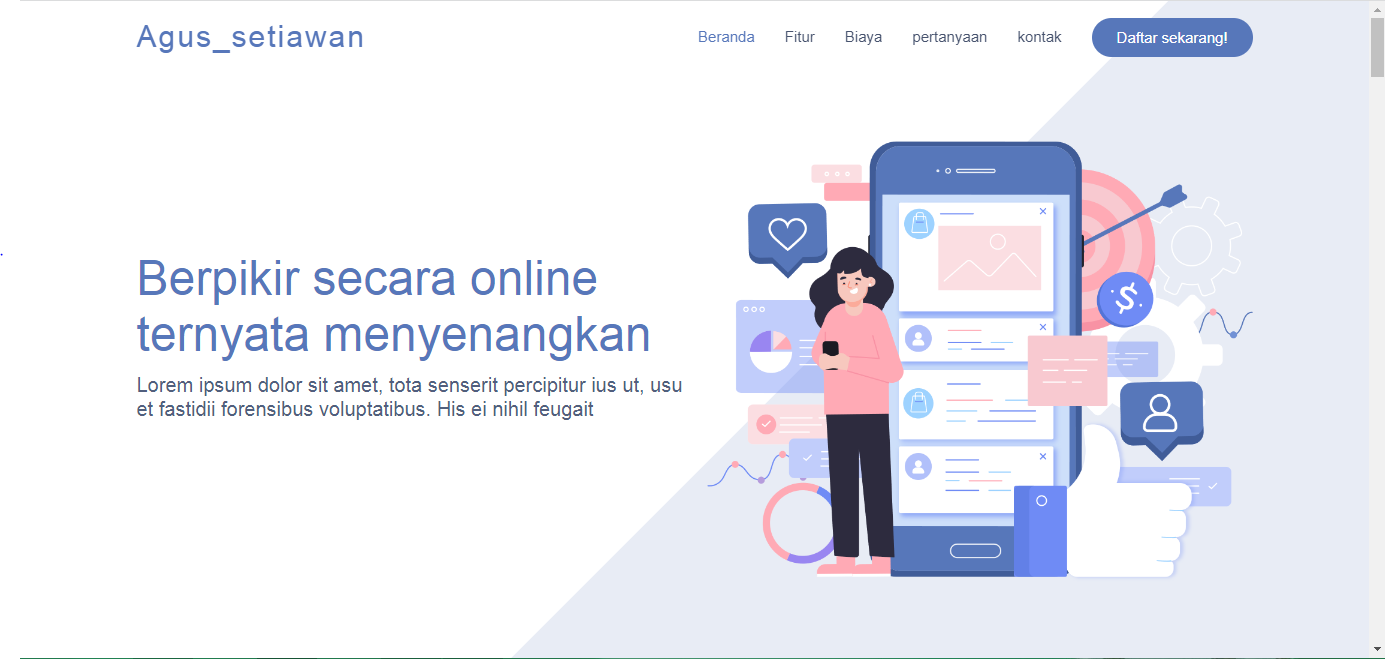 Agus_setiawan
Beranda Fitur Biaya pertanyaan kontak Daftar sekarang!
Berpikir secara online
ternyata menyenangkan
Lorem ipsum dolor sit amet, tota senserit percipitur ius ut, usu
et fastidii forensibus voluptatibus. His ei nihil feugait